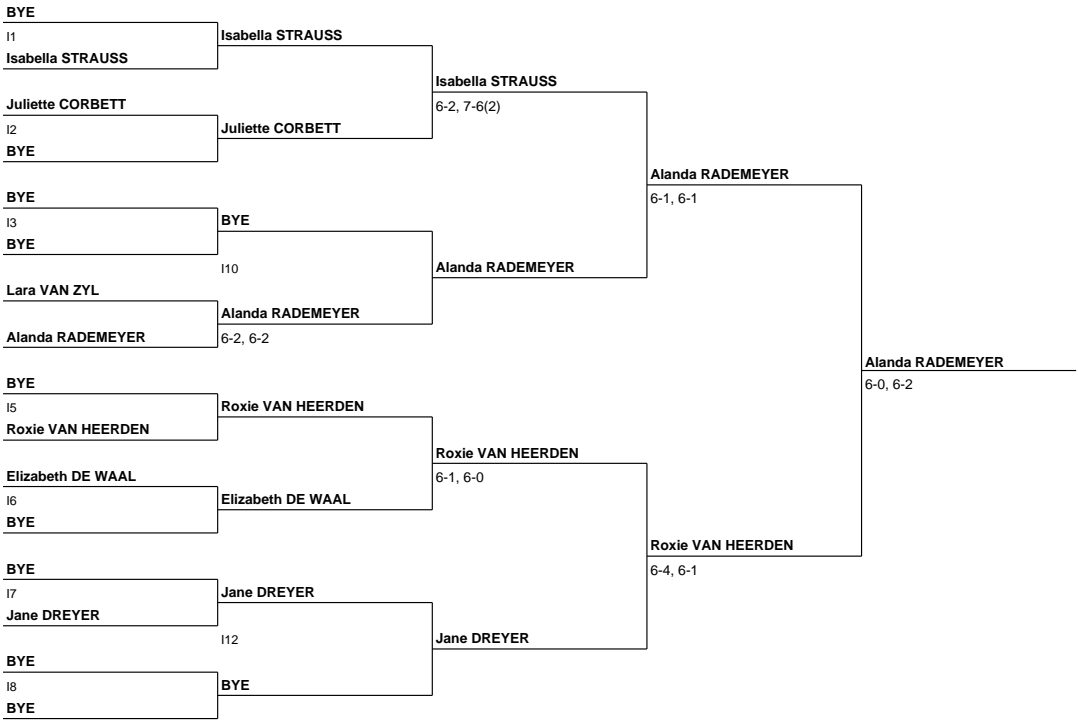 BYE
I1
Isabella STRAUSS
Juliette CORBETT
I2
BYE
BYE
I3
BYE
Lara VAN ZYL
Alanda RADEMEYER
BYE
I5
Roxie VAN HEERDEN
Elizabeth DE WAAL
I6
BYE
BYE
I7
Jane DREYER
BYE
I8
BYE
Isabella STRAUSS
Juliette CORBETT
BYE
I10
Alanda RADEMEYER
6-2, 6-2
Roxie VAN HEERDEN
Elizabeth DE WAAL
Jane DREYER
I12
BYE
Isabella STRAUSS
6-2, 7-6(2)
Alanda RADEMEYER
Roxie VAN HEERDEN
6-1, 6-0
Jane DREYER
Alanda RADEMEYER
6-1, 6-1
Roxie VAN HEERDEN
6-4, 6-1
Alanda RADEMEYER
6-0, 6-2